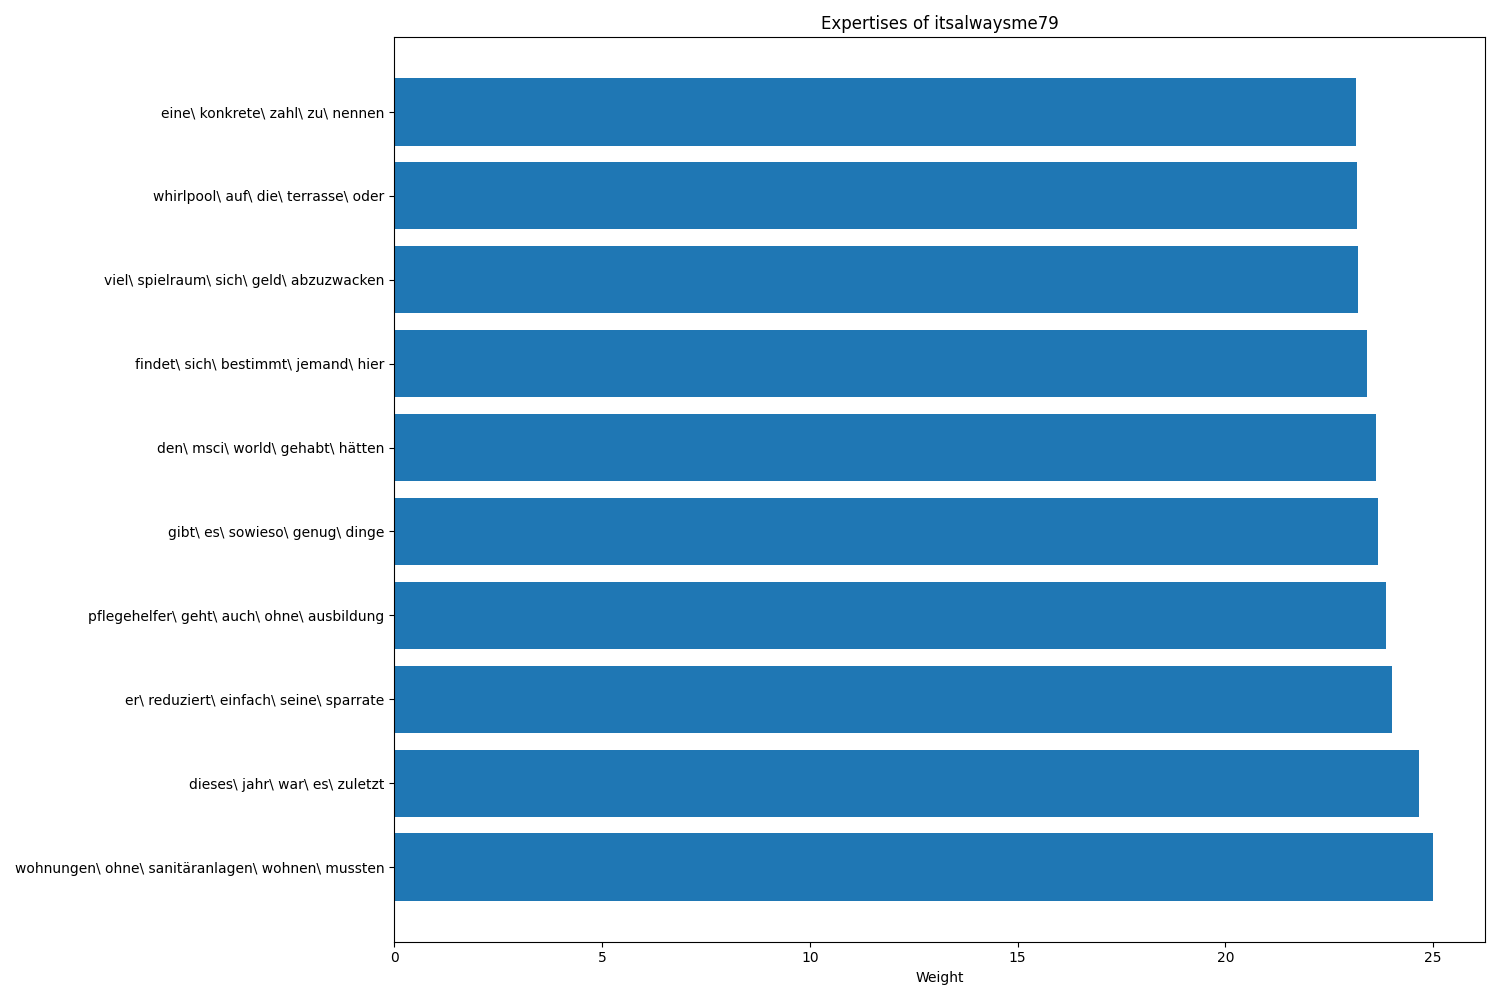 Expertises of itsalwaysme79
eine\ konkrete\ zahl\ zu\ nennen
whirlpool\ auf\ die\ terrasse\ oder
viel\ spielraum\ sich\ geld\ abzuzwacken
findet\ sich\ bestimmt\ jemand\ hier
den\ msci\ world\ gehabt\ hätten
gibt\ es\ sowieso\ genug\ dinge
pflegehelfer\ geht\ auch\ ohne\ ausbildung
er\ reduziert\ einfach\ seine\ sparrate
dieses\ jahr\ war\ es\ zuletzt
wohnungen\ ohne\ sanitäranlagen\ wohnen\ mussten
0 5 10 15 20 25
Weight